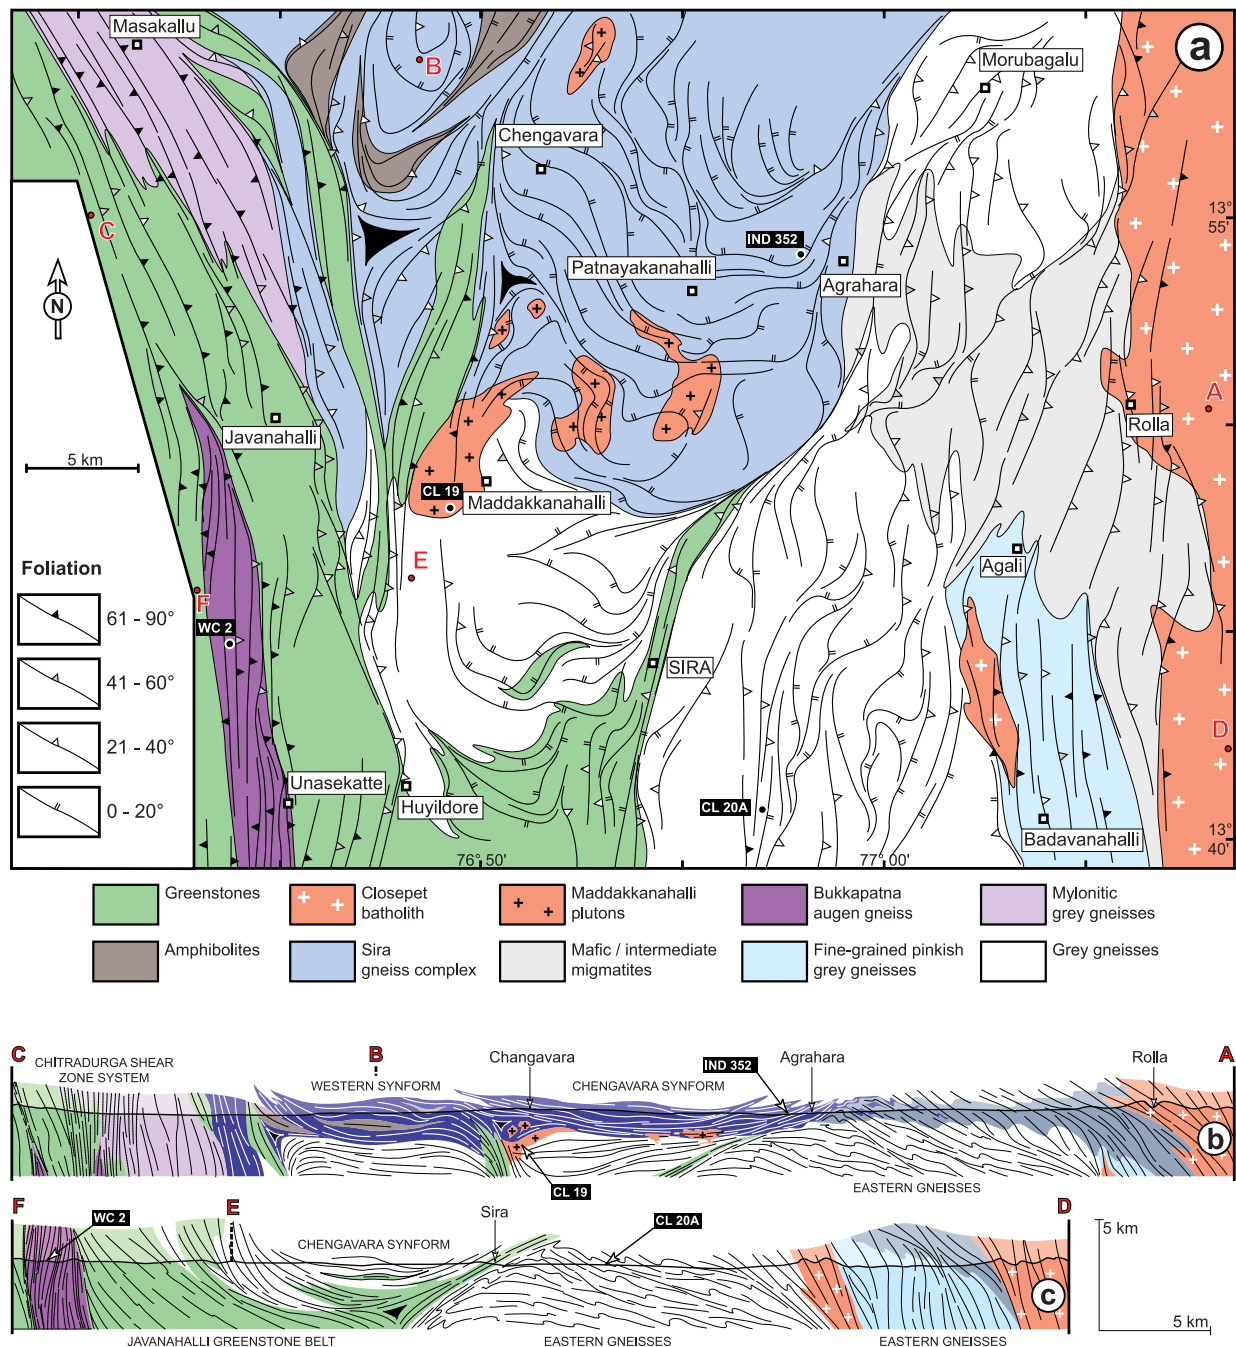 a
Masakallu
B
Morubagalu
Chengavara
C
13°
55'
IND 352
Patnayakanahalli
Agrahara
N
A
Javanahalli
Rolla
5 km
CL 19
Maddakkanahalli
E
Agali
Foliation
F
61 - 90°
WC 2
SIRA
41 - 60°
D
21 - 40°
Unasekatte
Huyildore
0 - 20°
CL 20A
Badavanahalli
13°
40'
76° 50'
77° 00'
Greenstones
Closepet
batholith
Maddakkanahalli
plutons
Bukkapatna
augen gneiss
Mylonitic
grey gneisses
Amphibolites
Sira
gneiss complex
Mafic / intermediate
migmatites
Fine-grained pinkish
grey gneisses
Grey gneisses
C
CHITRADURGA SHEAR
ZONE SYSTEM
B
WESTERN SYNFORM
Changavara
CHENGAVARA SYNFORM
IND 352
Agrahara
Rolla
A
b
CL 19
EASTERN GNEISSES
F
WC 2
E
CHENGAVARA SYNFORM
Sira
CL 20A
D
5 km
c
5 km
JAVANAHALLI GREENSTONE BELT
EASTERN GNEISSES
EASTERN GNEISSES